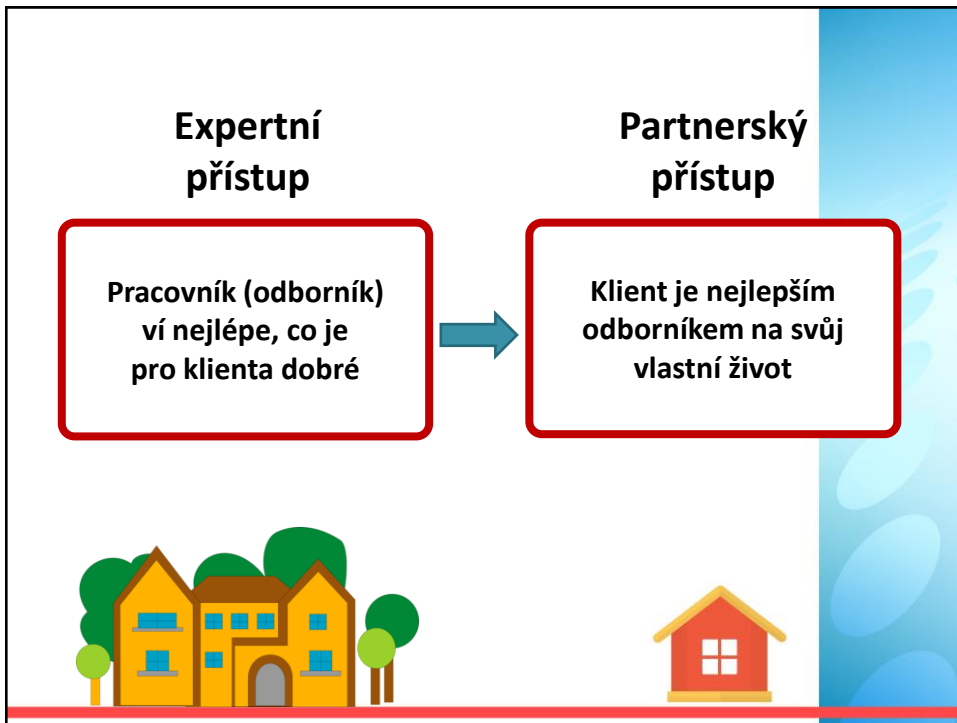 Expertní
přístup
Pracovník (odborník)
ví nejlépe, co je
pro klienta dobré
Partnerský
přístup
Klient je nejlepším
odborníkem na svůj
vlastní život